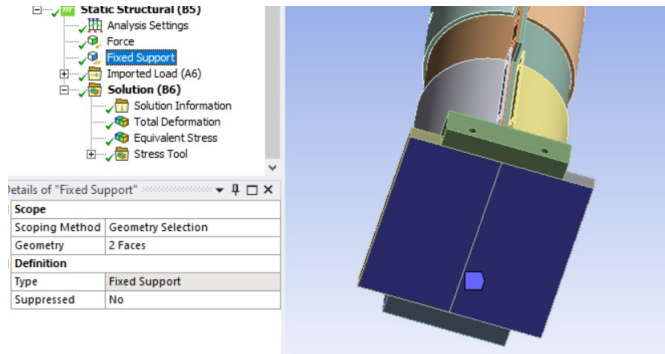 Static Structural (B5)
Analysis Settings
Force
Fixed Support
Imported Load (A6)
Solution (B6)
Solution Information
Total Deformation
Equivalent Stress
Stress Tool
Details of "Fixed Support"
Scope
Scoping Method Geometry Selection
Geometry 2 Faces
Definition
Type Fixed Support
Suppressed No